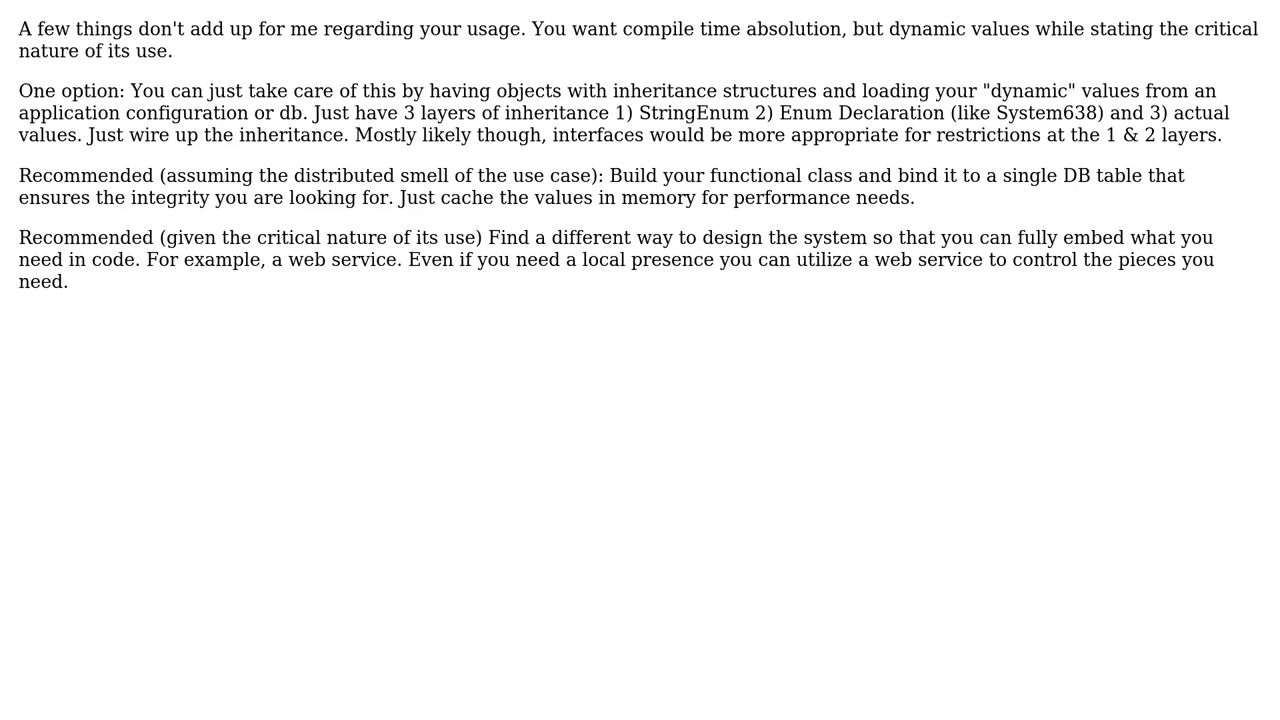 A few things don't add up for me regarding your usage. You want compile time absolution, but dynamic values while stating the critical
nature of its use.
One option: You can just take care of this by having objects with inheritance structures and loading your "dynamic" values from an
application configuration or db. Just have 3 layers of inheritance 1) StringEnum 2) Enum Declaration (like System638) and 3) actual
values. Just wire up the inheritance. Mostly likely though, interfaces would be more appropriate for restrictions at the 1 & 2 layers.
Recommended (assuming the distributed smell of the use case): Build your functional class and bind it to a single DB table that
ensures the integrity you are looking for. Just cache the values in memory for performance needs.
Recommended (given the critical nature of its use) Find a different way to design the system so that you can fully embed what you
need in code. For example, a web service. Even if you need a local presence you can utilize a web service to control the pieces you
need.